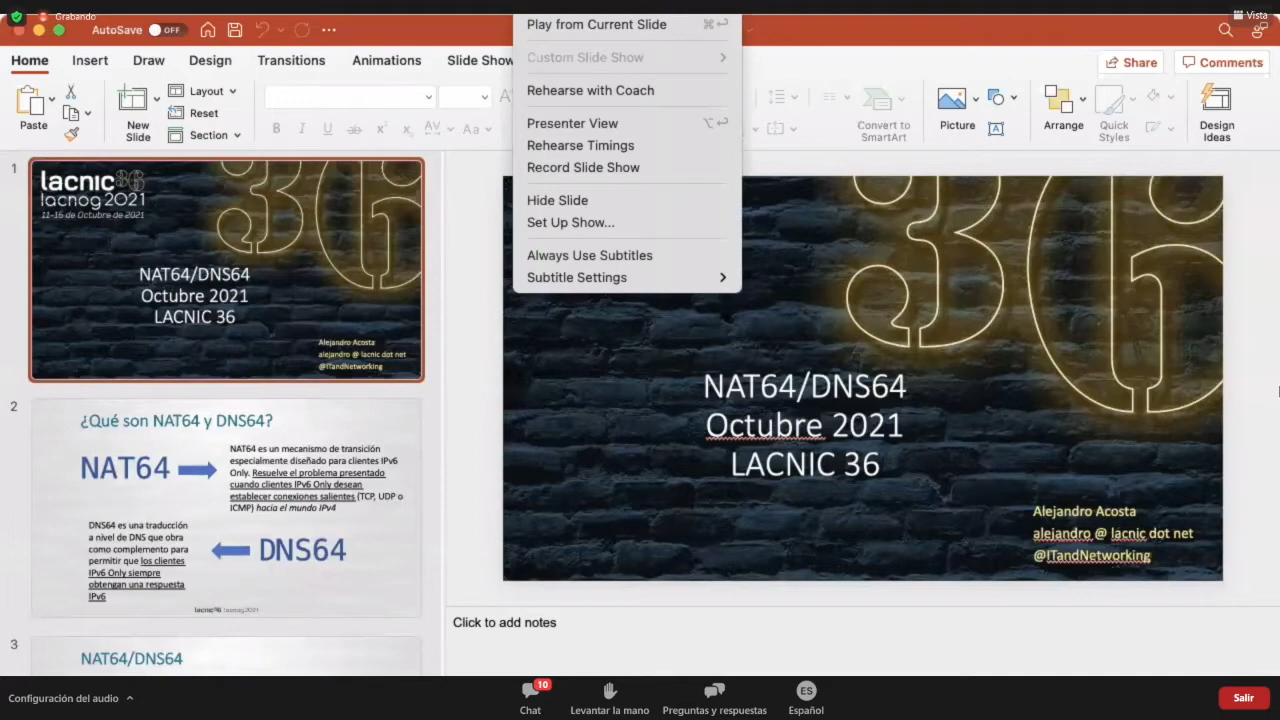 Grabando
Vista
AutoSave OFF
Play from Current Slide
Home Insert Draw Design Transitions Animations Slide Show
Custom Slide Show
Share
Comments
Rehearse with Coach
Layout
Reset
Section
Paste
New
Slide
B I U ab x² x₂ AV Aa
Convert to
SmartArt
Picture
Arrange
Quick
Styles
Design
Ideas
Presenter View
Rehearse Timings
Record Slide Show
Hide Slide
Set Up Show...
Always Use Subtitles
Subtitle Settings
1
lacnic36
lacnog2021
11-15 de Octubre de 2021
36
NAT64/DNS64
Octubre 2021
LACNIC 36
Alejandro Acosta
alejandro @ lacnic dot net
@ITandNetworking
2
¿Qué son NAT64 y DNS64?
NAT64
NAT64 es un mecanismo de transición
especialmente diseñado para clientes IPv6
Only. Resuelve el problema presentado
cuando clientes IPv6 Only desean
establecer conexiones salientes (TCP, UDP o
ICMP) hacia el mundo IPv4
DNS64 es una traducción
a nivel de DNS que obra
como complemento para
permitir que los clientes
IPv6 Only siempre
obtengan una respuesta
IPv6
DNS64
lacnic36 lacnog2021
3
NAT64/DNS64
36
NAT64/DNS64
Octubre 2021
LACNIC 36
Alejandro Acosta
alejandro @ lacnic dot net
@ITandNetworking
Click to add notes
Configuración del audio
10
Chat
Levantar la mano
Preguntas y respuestas
ES
Español
Salir